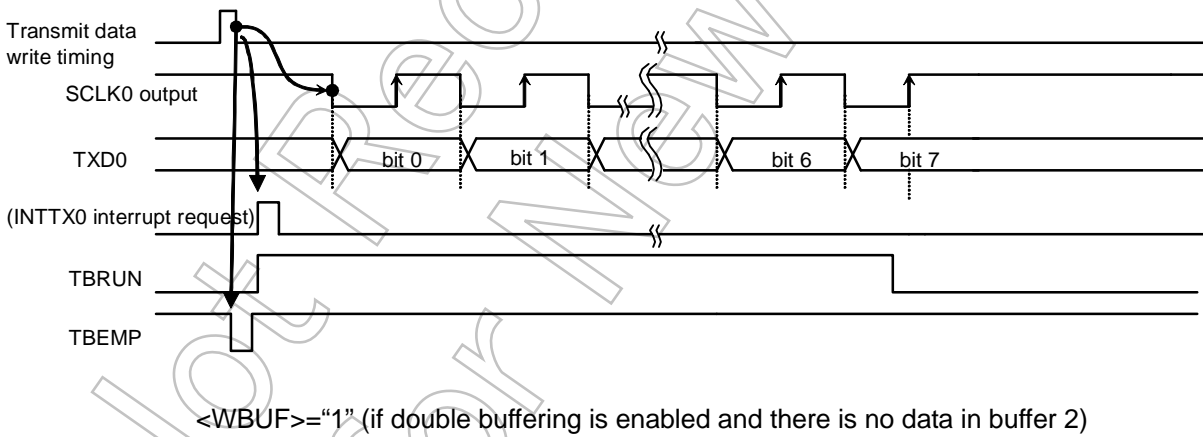 Transmit data
write timing
SCLK0 output
TXD0
bit 0
bit 1
bit 6
bit 7
(INTTX0 interrupt request)
TBRUN
TBEMP
<WBUF>=“1” (if double buffering is enabled and there is no data in buffer 2)